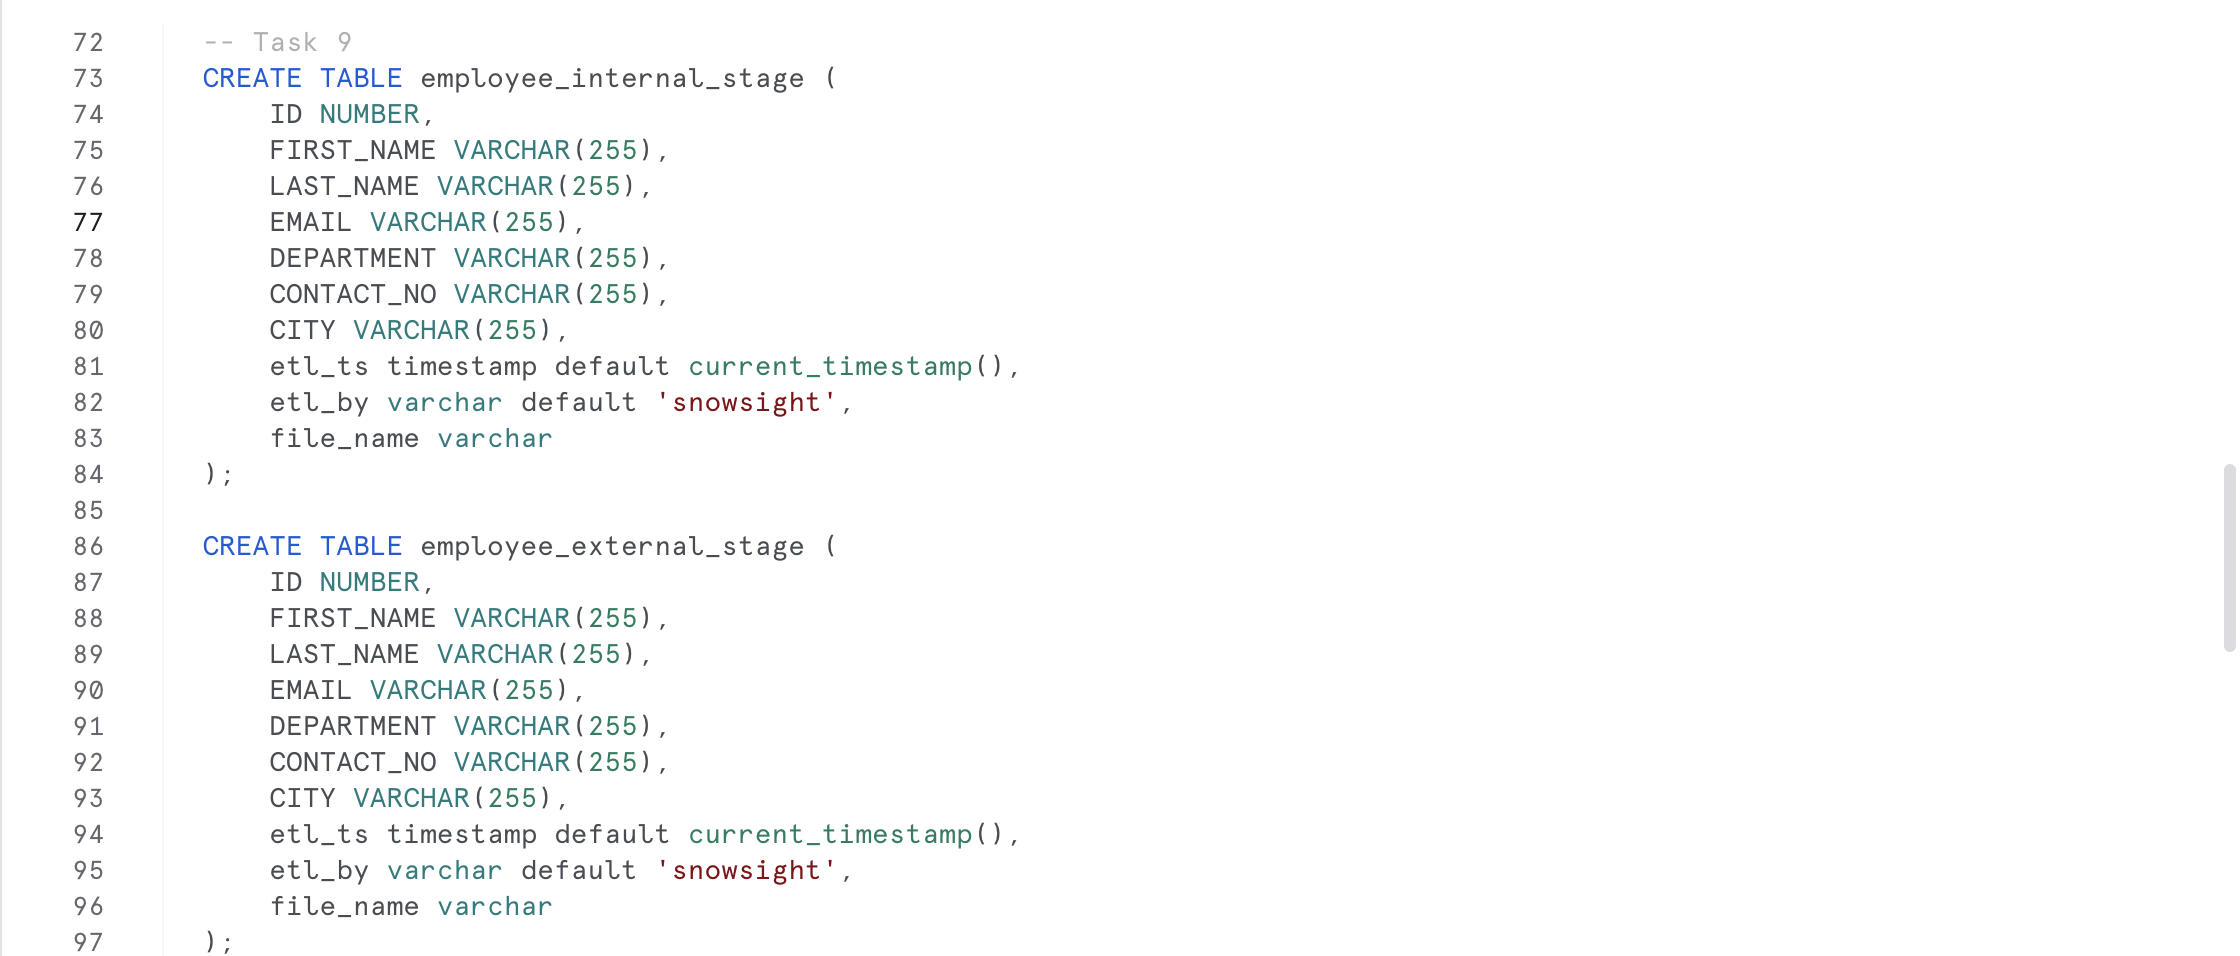 72 -- Task 9
73 CREATE TABLE employee_internal_stage (
74 ID NUMBER,
75 FIRST_NAME VARCHAR(255),
76 LAST_NAME VARCHAR(255),
77 EMAIL VARCHAR(255),
78 DEPARTMENT VARCHAR(255),
79 CONTACT_NO VARCHAR(255),
80 CITY VARCHAR(255),
81 etl_ts timestamp default current_timestamp(),
82 etl_by varchar default 'snowsight',
83 file_name varchar
84 );
85
86 CREATE TABLE employee_external_stage (
87 ID NUMBER,
88 FIRST_NAME VARCHAR(255),
89 LAST_NAME VARCHAR(255),
90 EMAIL VARCHAR(255),
91 DEPARTMENT VARCHAR(255),
92 CONTACT_NO VARCHAR(255),
93 CITY VARCHAR(255),
94 etl_ts timestamp default current_timestamp(),
95 etl_by varchar default 'snowsight',
96 file_name varchar
97 );